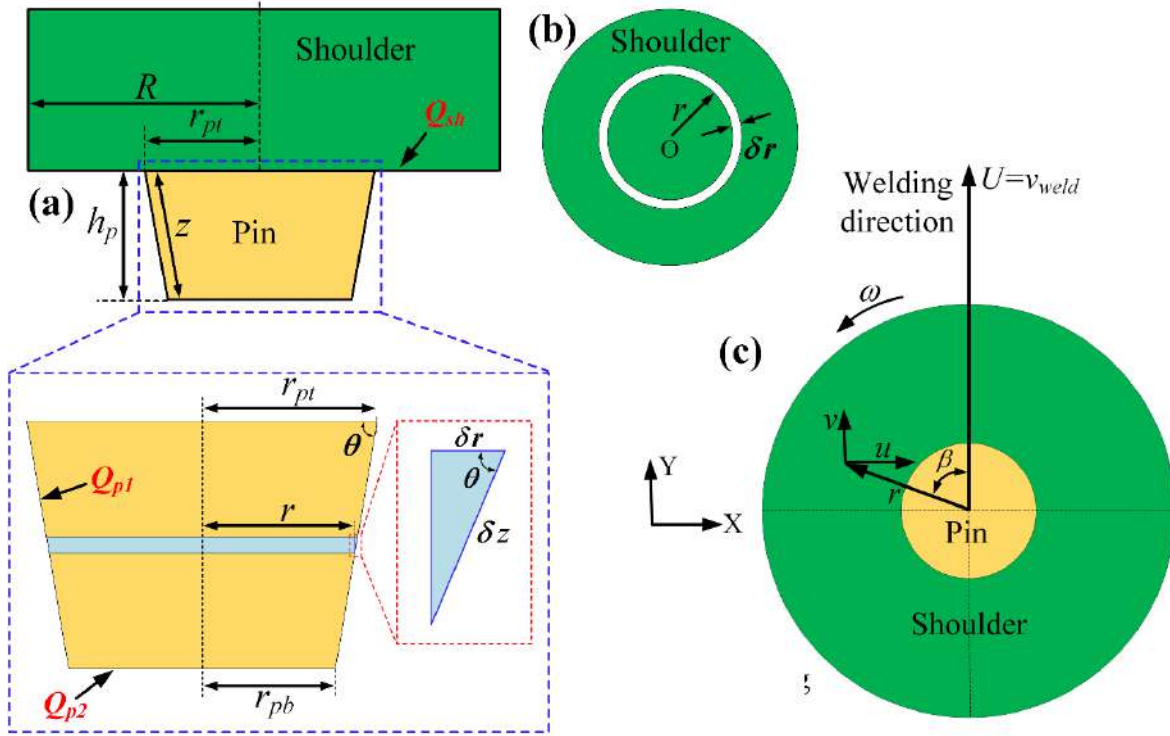 Shoulder
R
r_pt
Q_sh
(a)
h_p
z
Pin
(b)
Shoulder
r
O
δr
r_pt
θ
Q_p1
r
δr
θ
δz
Q_p2
r_pb
Welding
direction
U=v_weld
ω
(c)
v
u
β
r
Y
X
Pin
Shoulder